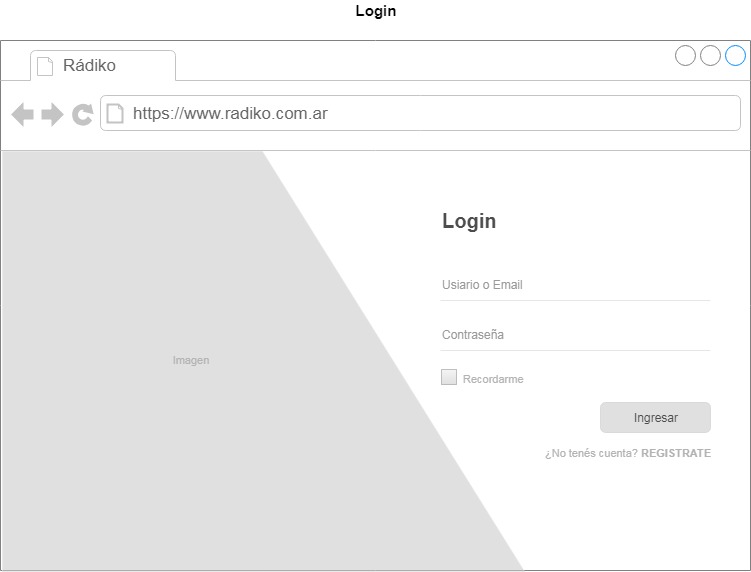 Login
Rádiko
https://www.radiko.com.ar
Login
Usiario o Email
Contraseña
Imagen
Recordarme
Ingresar
¿No tenés cuenta? REGISTRATE